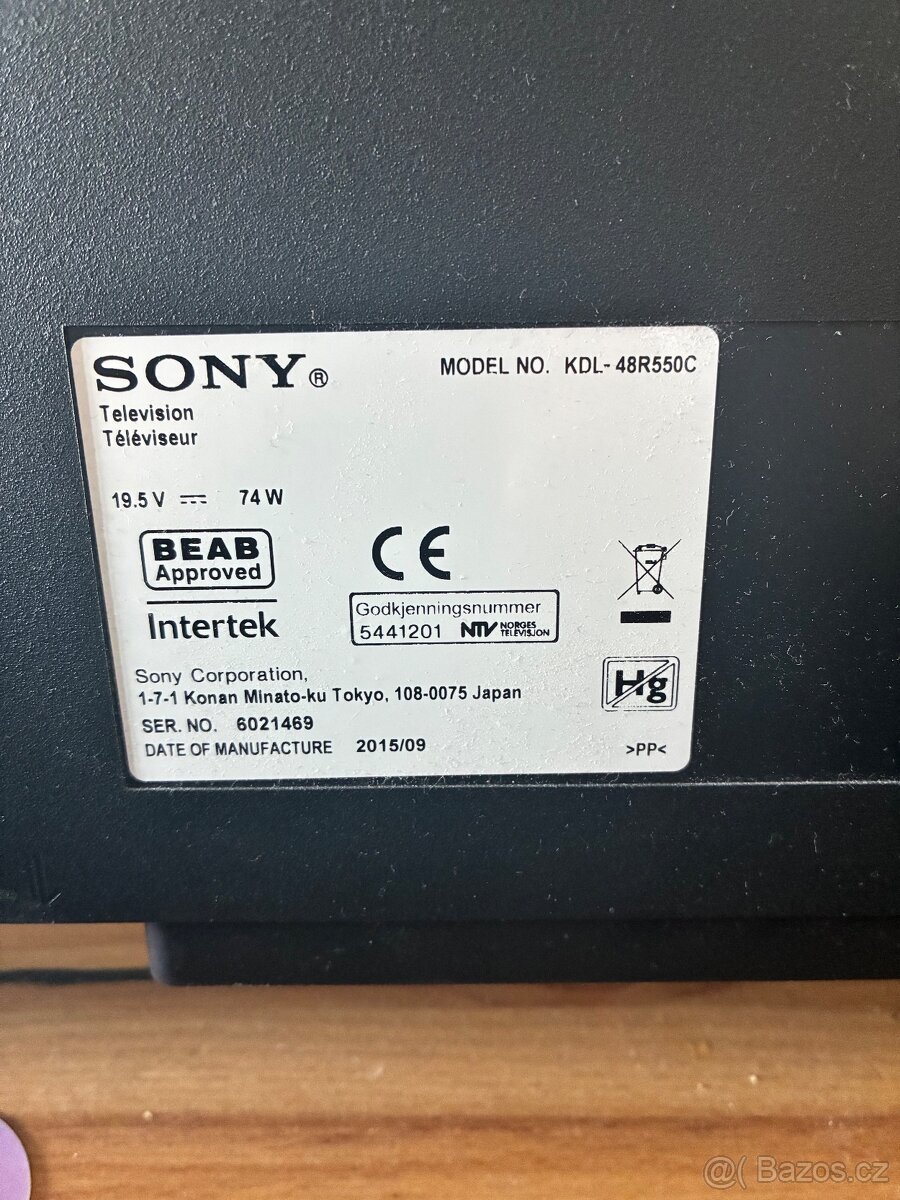 SONY®
MODEL NO. KDL-48R550C
Television
Téléviseur
19.5 V 74 W
BEAB
Approved
Intertek
CE
Godkjenningsnummer
5441201 NTV NORGES TELEVISJON
Hg
Sony Corporation,
1-7-1 Konan Minato-ku Tokyo, 108-0075 Japan
SER. NO. 6021469
DATE OF MANUFACTURE 2015/09
>PP<
@( Bazos.cz